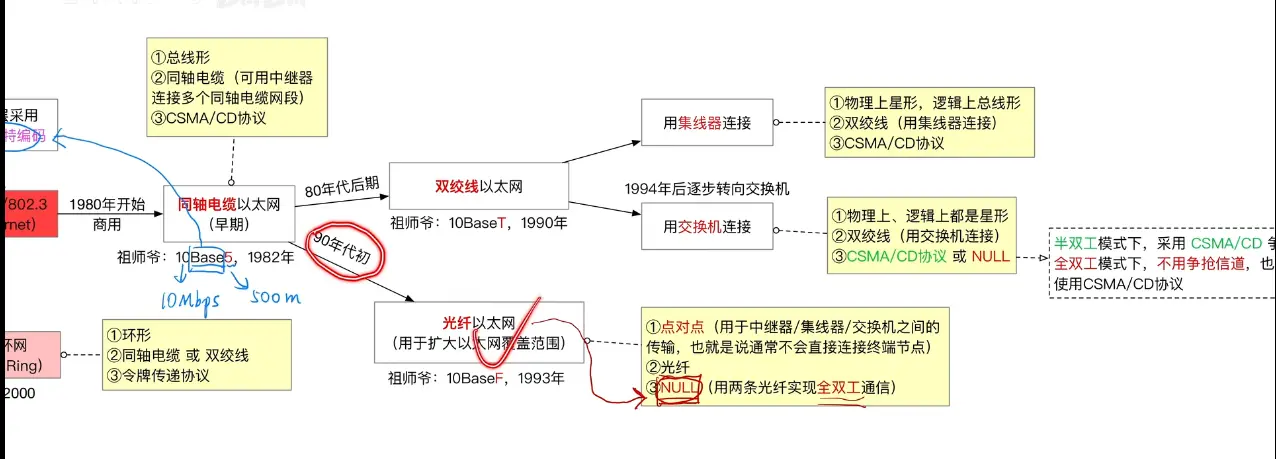 ①总线形
②同轴电缆（可用中继器
连接多个同轴电缆网段）
③CSMA/CD协议
采用
特编码
/802.3
rnet）
1980年开始
商用
同轴电缆以太网
（早期）
祖师爷：10Base5，1982年
10Mbps
500m
80年代后期
90年代初
双绞线以太网
祖师爷：10BaseT，1990年
用集线器连接
①物理上星形，逻辑上总线形
②双绞线（用集线器连接）
③CSMA/CD协议
1994年后逐步转向交换机
用交换机连接
①物理上、逻辑上都是星形
②双绞线（用交换机连接）
③CSMA/CD协议 或 NULL
半双工模式下，采用 CSMA/CD 争
全双工模式下，不用争抢信道，也
使用CSMA/CD协议
光纤以太网
（用于扩大以太网覆盖范围）
祖师爷：10BaseF，1993年
①点对点（用于中继器/集线器/交换机之间的
传输，也就是说通常不会直接连接终端节点）
②光纤
③NULL（用两条光纤实现全双工通信）
环网
Ring）
2000
①环形
②同轴电缆 或 双绞线
③令牌传递协议